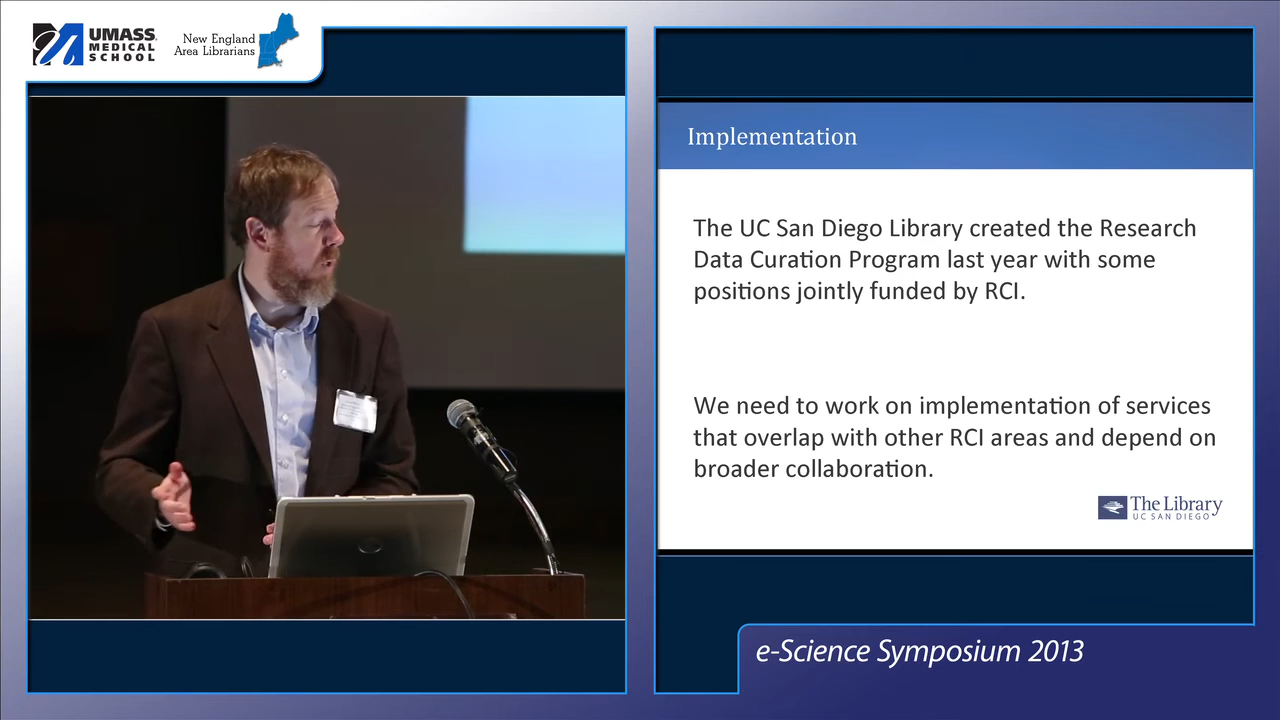 UMASS
MEDICAL
SCHOOL
New England
Area Librarians
Implementation
The UC San Diego Library created the Research
Data Curation Program last year with some
positions jointly funded by RCI.
We need to work on implementation of services
that overlap with other RCI areas and depend on
broader collaboration.
The Library
UC SAN DIEGO
e-Science Symposium 2013